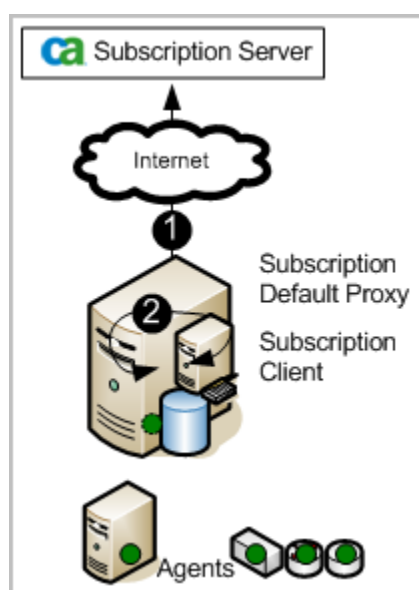 ca Subscription Server
Internet
1
Subscription
Default Proxy
2
Subscription
Client
Agents